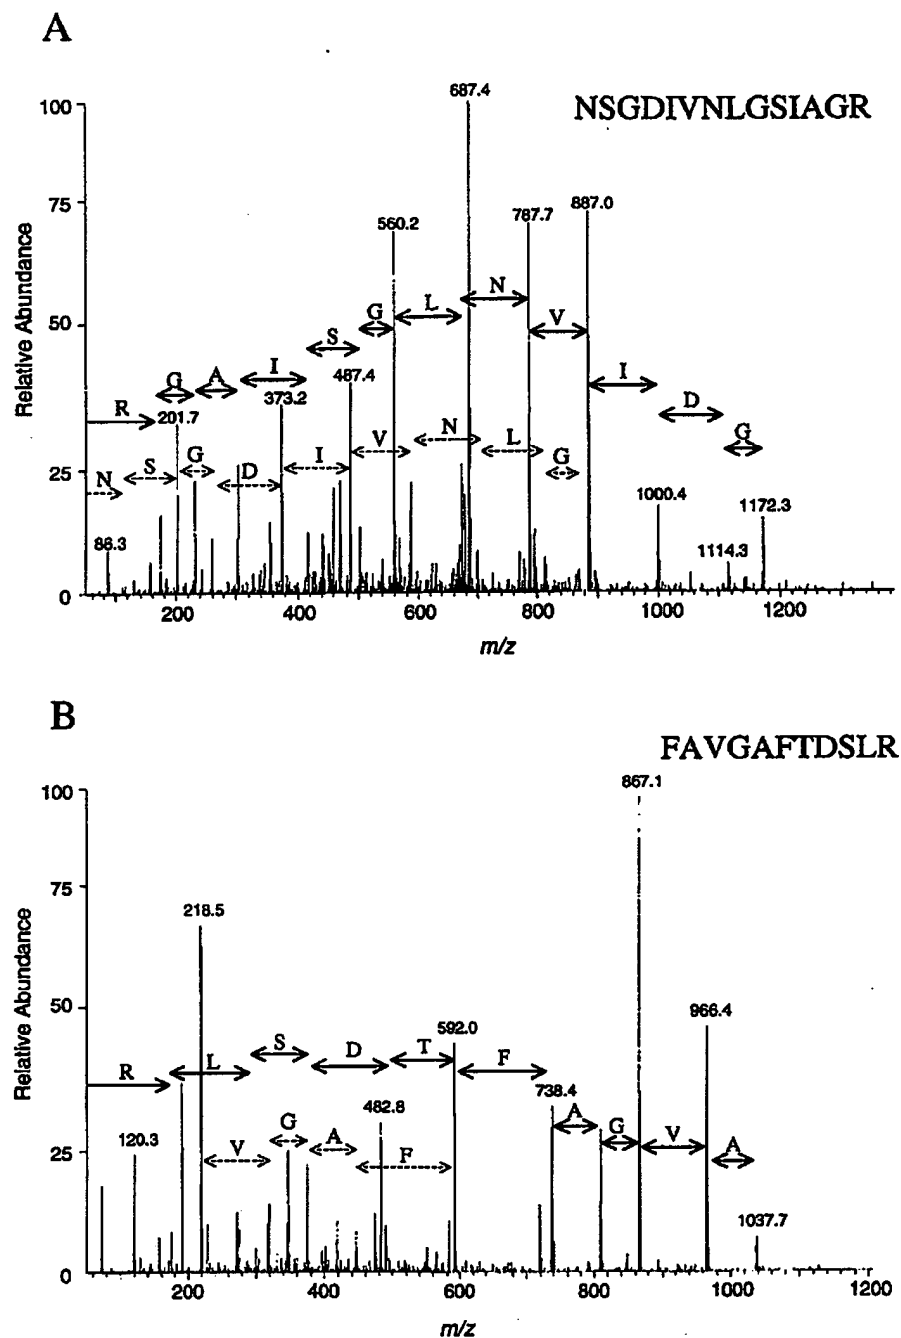 A
687.4
100
NSGDIVNLGSIAGR
75
887.0
787.7
560.2
Relative Abundance
N
L
G
V
50
S
487.4
I
A
G
I
373.2
D
R
201.7
N
G
V
L
G
25
I
S
G
D
N
1000.4
1172.3
86.3
1114.3
0
200 400 600 800 1000 1200
m/z
B
FAVGAFTDSLR
867.1
100
75
218.5
966.4
Relative Abundance
50
592.0
S
D
T
R
L
F
738.4
482.8
A
G
V
120.3
G
A
25
V
F
A
1037.7
0
200 400 600 800 1000 1200
m/z